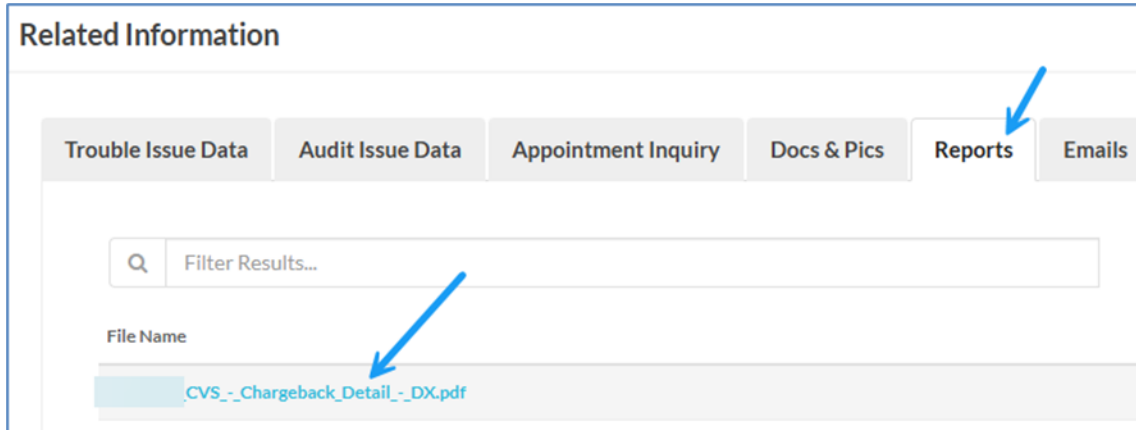 Related Information
Trouble Issue Data Audit Issue Data Appointment Inquiry Docs & Pics Reports Emails
Filter Results...
File Name
_CVS_-_Chargeback_Detail_-_DX.pdf